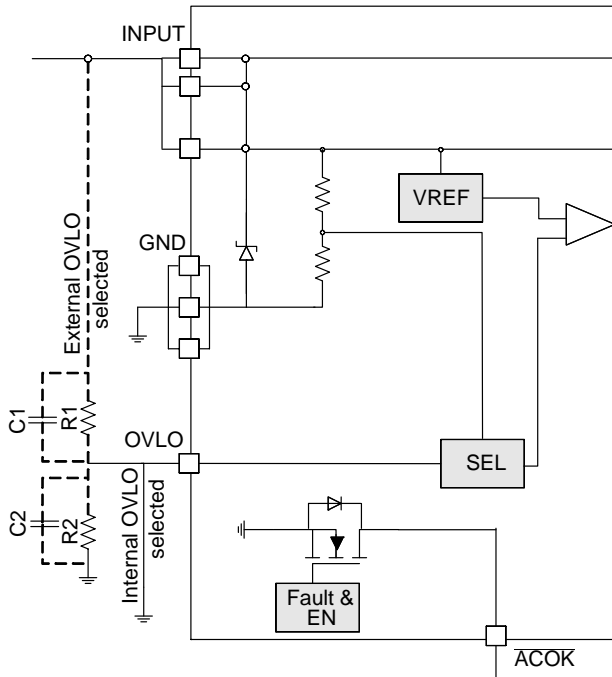 INPUT
VREF
GND
External OVLO
selected
C1
R1
OVLO
SEL
C2
R2
Internal OVLO
selected
Fault &
EN
ACOK